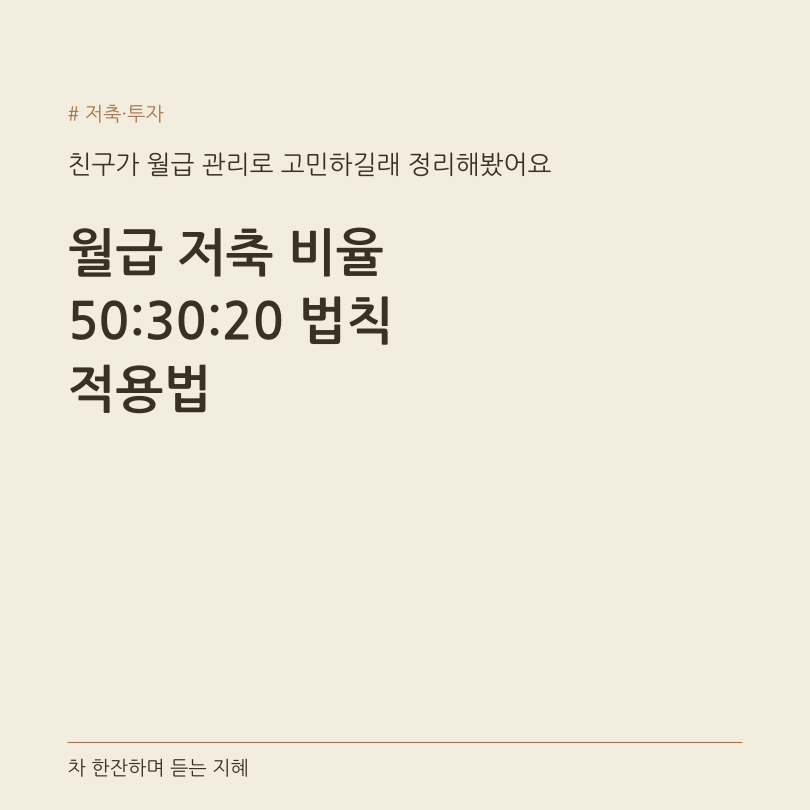 # 저축·투자
친구가 월급 관리로 고민하길래 정리해봤어요
월급 저축 비율
50:30:20 법칙
적용법
차 한잔하며 듣는 지혜